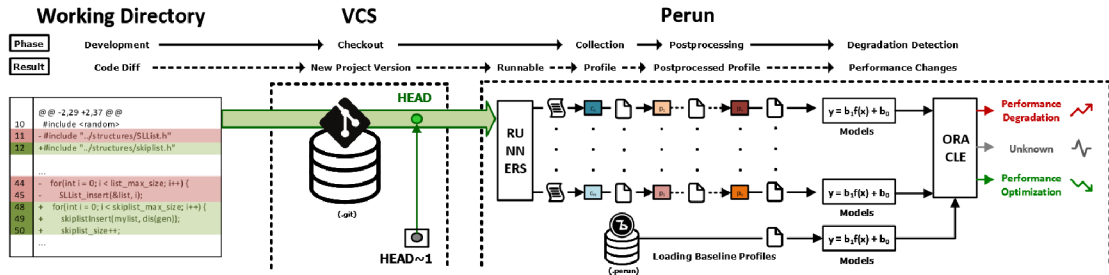 Working Directory
VCS
Perun
Phase
Development
Checkout
Collection
Postprocessing
Degradation Detection
Result
Code Diff
New Project Version
Runnable
Profile
Postprocessed Profile
Performance Changes
@@ -2,29 +2,37 @@
10 #include <random>
11 -#include "../structures/SLList.h"
12 +#include "../structures/skiplist.h"
...
44 - for(int i = 0; i < list_max_size; i++) {
45 - SLList_insert(&list, i);
48 + for(int i = 0; i < skiplist_max_size; i++) {
49 + skiplistInsert(mylist, dis(gen));
50 + skiplist_size++;
...
HEAD
(.git)
HEAD~1
RU
NN
ERS
y = b₁f(x) + b₀
Models
y = b₁f(x) + b₀
Models
(.perun)
Loading Baseline Profiles
y = b₁f(x) + b₀
Models
ORA
CLE
Performance
Degradation
Unknown
Performance
Optimization